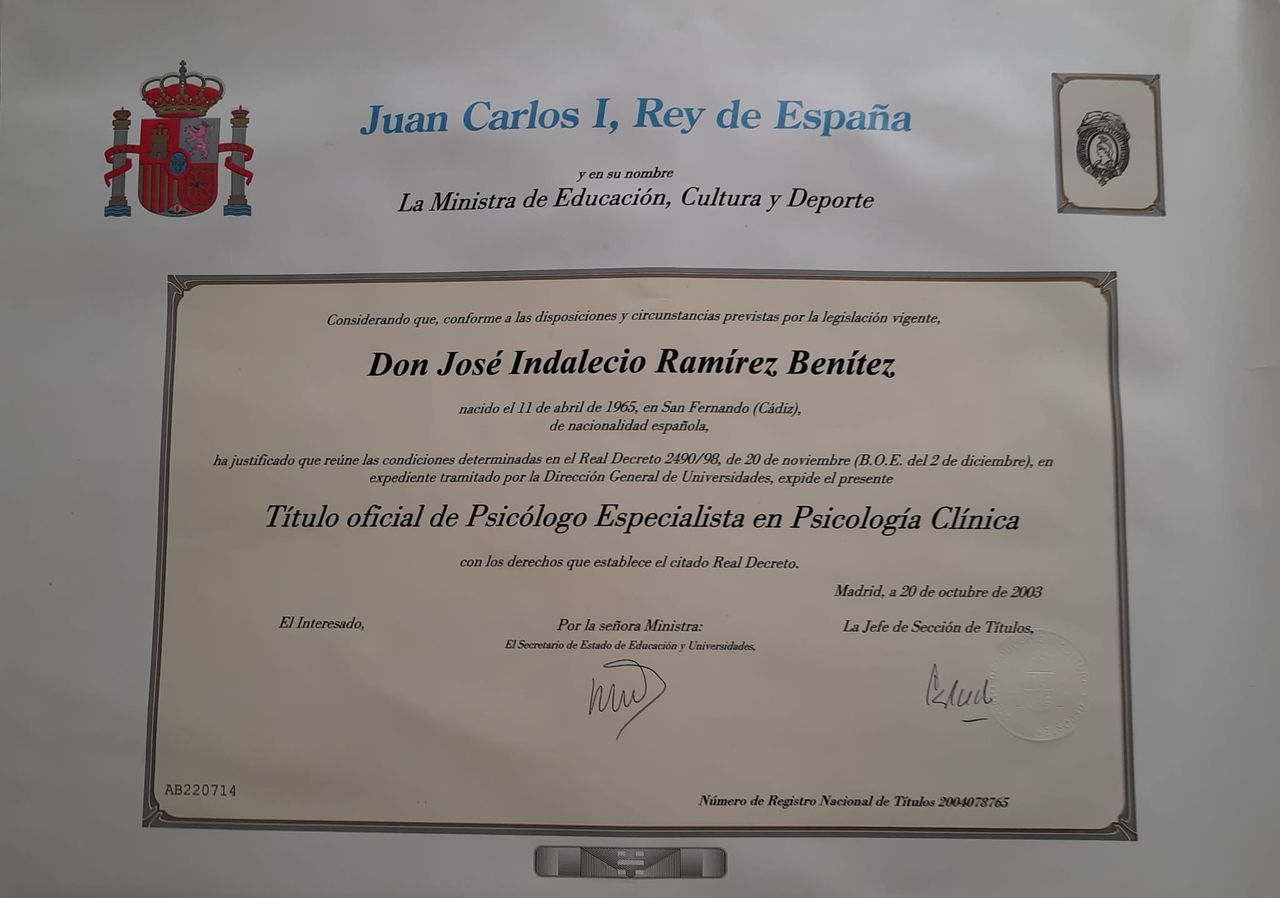 Juan Carlos I, Rey de España
y en su nombre
La Ministra de Educación, Cultura y Deporte
Considerando que, conforme a las disposiciones y circunstancias previstas por la legislación vigente,
Don José Indalecio Ramírez Benítez
nacido el 11 de abril de 1965, en San Fernando (Cádiz),
de nacionalidad española,
ha justificado que reúne las condiciones determinadas en el Real Decreto 2490/98, de 20 de noviembre (B.O.E. del 2 de diciembre), en
expediente tramitado por la Dirección General de Universidades, expide el presente
Título oficial de Psicólogo Especialista en Psicología Clínica
con los derechos que establece el citado Real Decreto.
Madrid, a 20 de octubre de 2003
El Interesado,
Por la señora Ministra:
El Secretario de Estado de Educación y Universidades,
La Jefe de Sección de Títulos,
AB220714
Número de Registro Nacional de Títulos 2004078765